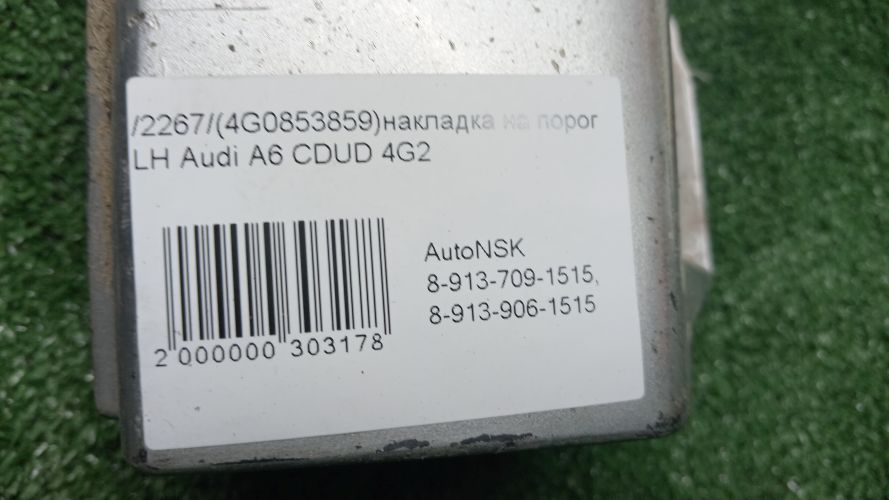 /2267/(4G0853859)накладка на порог
LH Audi A6 CDUD 4G2
AutoNSK
8-913-709-1515,
8-913-906-1515
2 000000 303178